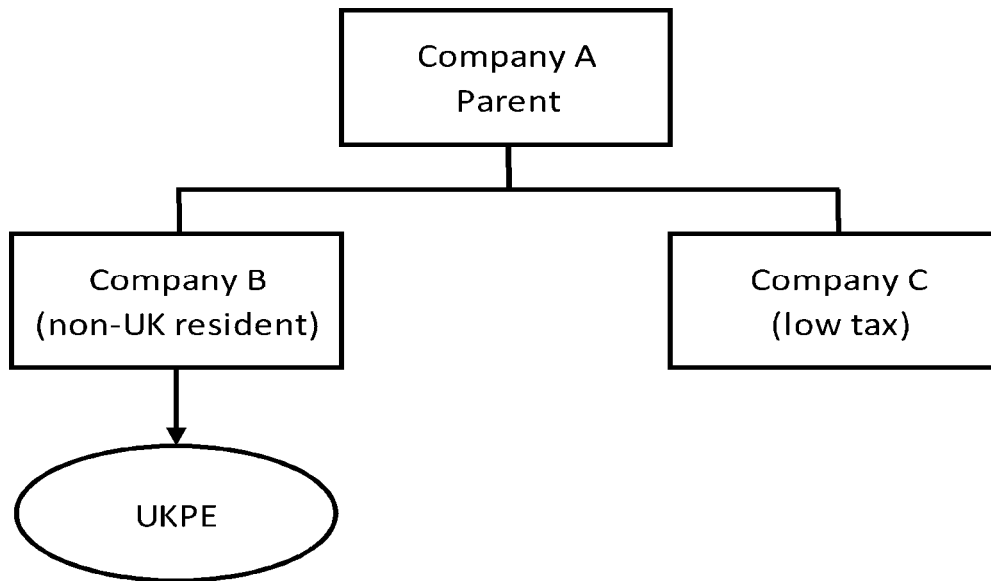 Company A
Parent
Company B
(non-UK resident)
Company C
(low tax)
UKPE